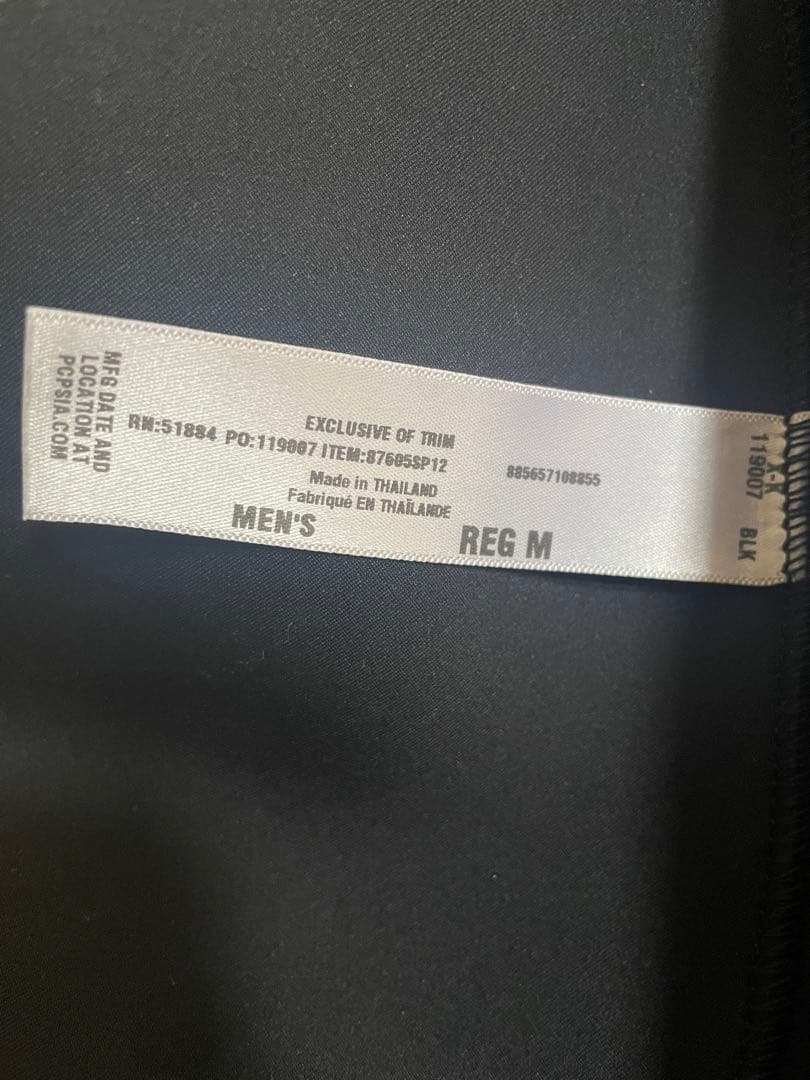 MFG DATE AND
LOCATION AT
PCPSIA.COM
EXCLUSIVE OF TRIM
RN:51884 PO:119007 ITEM:87605SP12
885657108855
Made in THAILAND
Fabriqué EN THAÏLANDE
MEN'S
REG M
X-K
119007 BLK